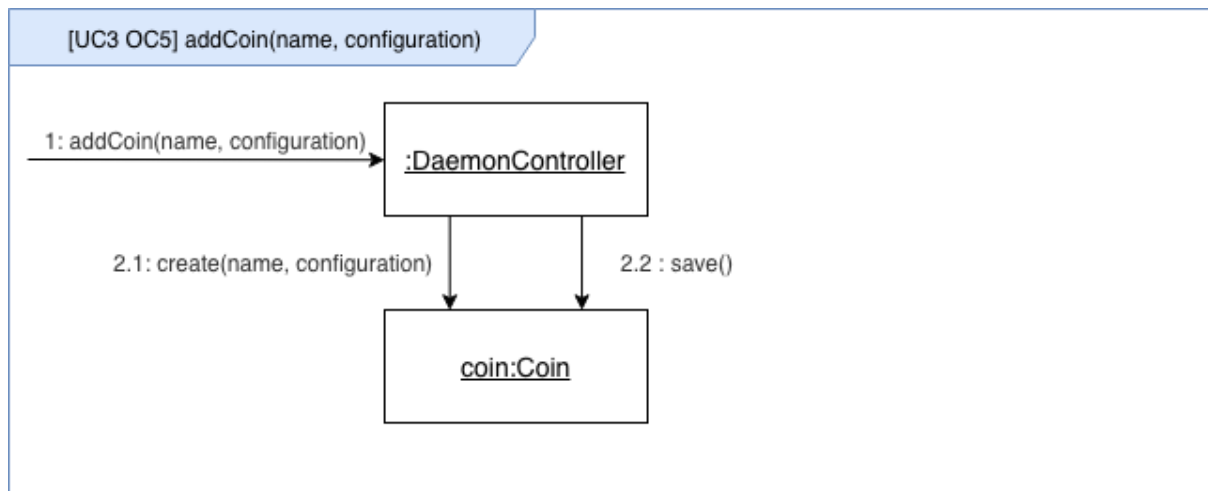 [UC3 OC5] addCoin(name, configuration)
1: addCoin(name, configuration)
:DaemonController
2.1: create(name, configuration)
2.2 : save()
coin:Coin